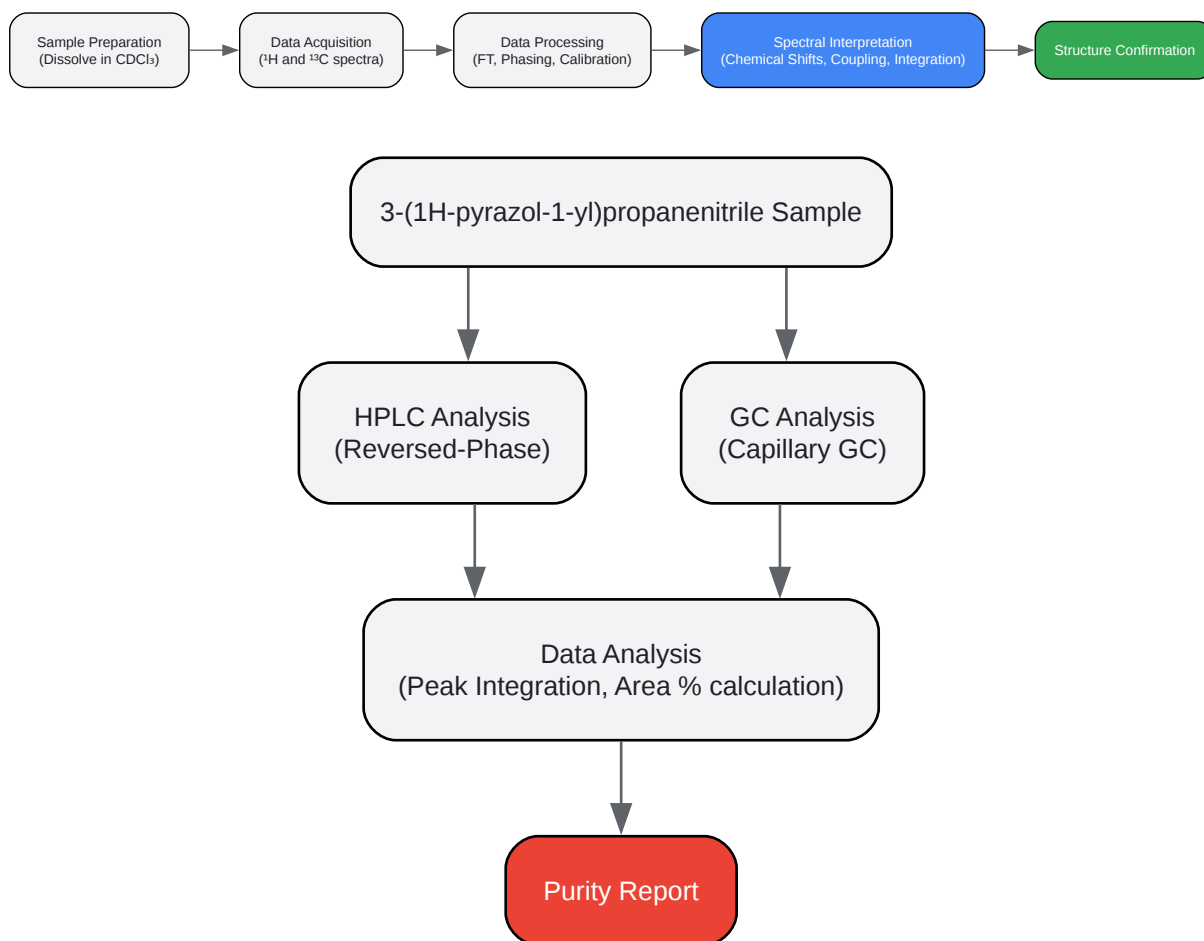 Sample Preparation
(Dissolve in CDCl₃)
Data Acquisition
(¹H and ¹³C spectra)
Data Processing
(FT, Phasing, Calibration)
Spectral Interpretation
(Chemical Shifts, Coupling, Integration)
Structure Confirmation
3-(1H-pyrazol-1-yl)propanenitrile Sample
HPLC Analysis
(Reversed-Phase)
GC Analysis
(Capillary GC)
Data Analysis
(Peak Integration, Area % calculation)
Purity Report